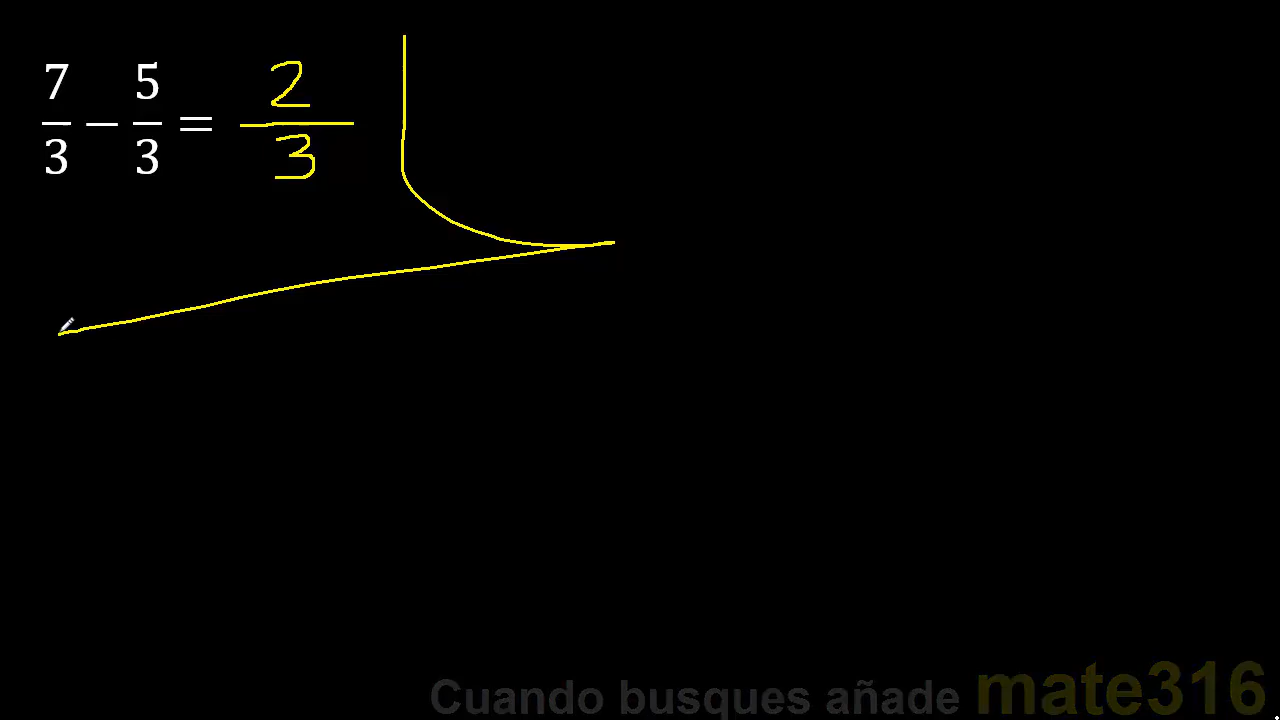 7/3 − 5/3 = 2/3
Cuando busques añade mate316